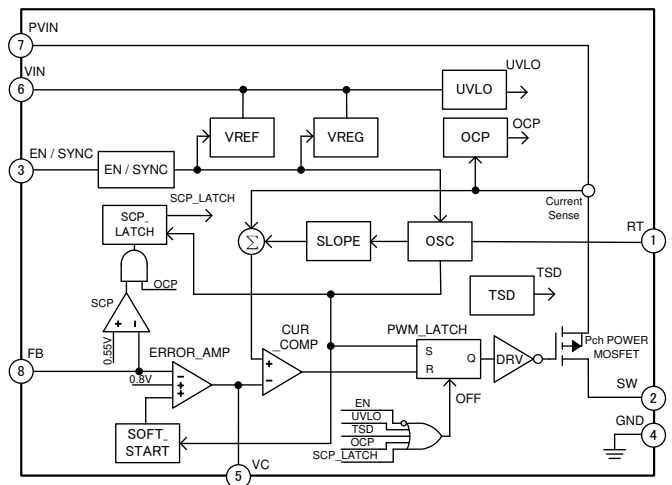 PVIN
7
VIN
6
UVLO
UVLO
OCP
OCP
VREF
VREG
3
EN / SYNC
EN / SYNC
SCP_LATCH
SCP_
LATCH
Current
Sense
RT
1
Σ
SLOPE
OSC
OCP
SCP
+
−
TSD
TSD
0.55V
FB
8
0.8V
ERROR_AMP
−
+
+
CUR
_COMP
+
−
PWM_LATCH
S
R
Q
DRV
Pch POWER
MOSFET
SW
2
OFF
GND
4
SOFT_
START
EN
UVLO
TSD
OCP
SCP_LATCH
VC
5